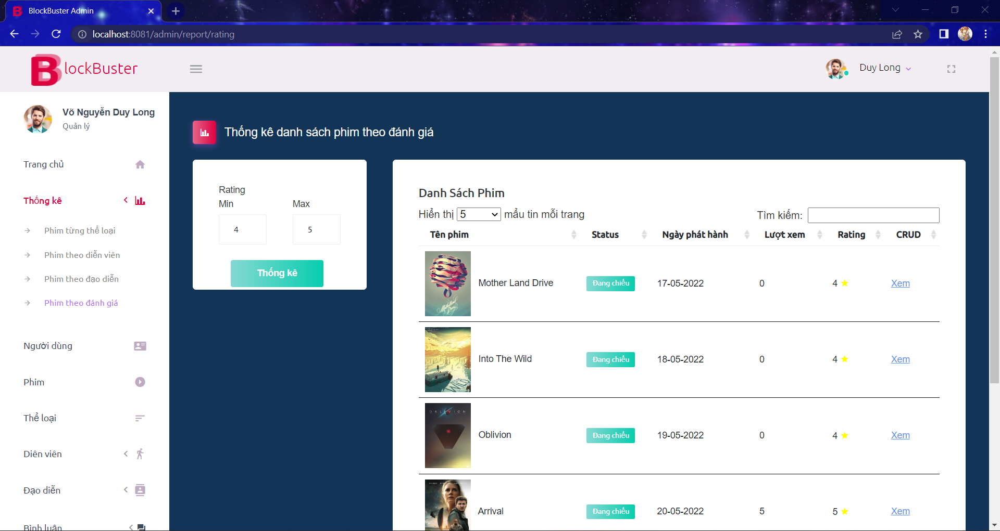 BlockBuster Admin
localhost:8081/admin/report/rating
BlockBuster
Duy Long
Võ Nguyễn Duy Long
Quản lý
Trang chủ
Thống kê
Phim từng thể loại
Phim theo diễn viên
Phim theo đạo diễn
Phim theo đánh giá
Người dùng
Phim
Thể loại
Diên viên
Đạo diễn
Bình luận
Thống kê danh sách phim theo đánh giá
Rating
Min Max
4 5
Thống kê
Danh Sách Phim
Hiển thị 5 mẩu tin mỗi trang Tìm kiếm:
Tên phim Status Ngày phát hành Lượt xem Rating CRUD
Mother Land Drive Đang chiếu 17-05-2022 0 4 Xem
Into The Wild Đang chiếu 18-05-2022 0 4 Xem
OBLIVION
Oblivion Đang chiếu 19-05-2022 0 4 Xem
Arrival Đang chiếu 20-05-2022 5 5 Xem